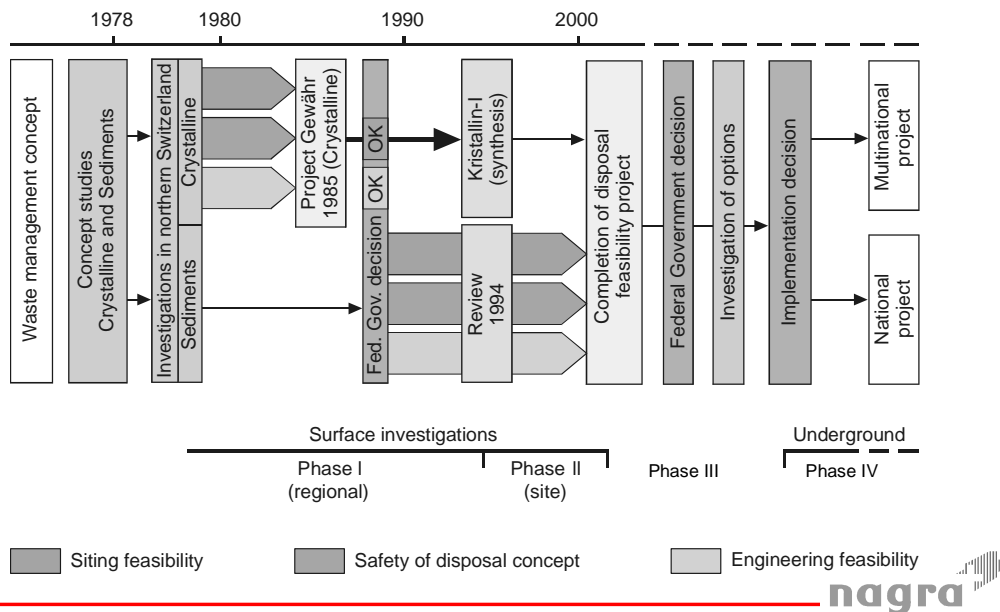 1978
1980
1990
2000
Waste management concept
Concept studies
Crystalline and Sediments
Investigations in northern Switzerland
Crystalline
Sediments
Project Gewähr
1985 (Crystalline)
Fed. Gov. decision
OK
OK
Kristallin-I
(synthesis)
Review
1994
Completion of disposal
feasibility project
Federal Government decision
Investigation of options
Implementation decision
Multinational
project
National
project
Surface investigations
Underground
Phase I
(regional)
Phase II
(site)
Phase III
Phase IV
Siting feasibility
Safety of disposal concept
Engineering feasibility
nagra